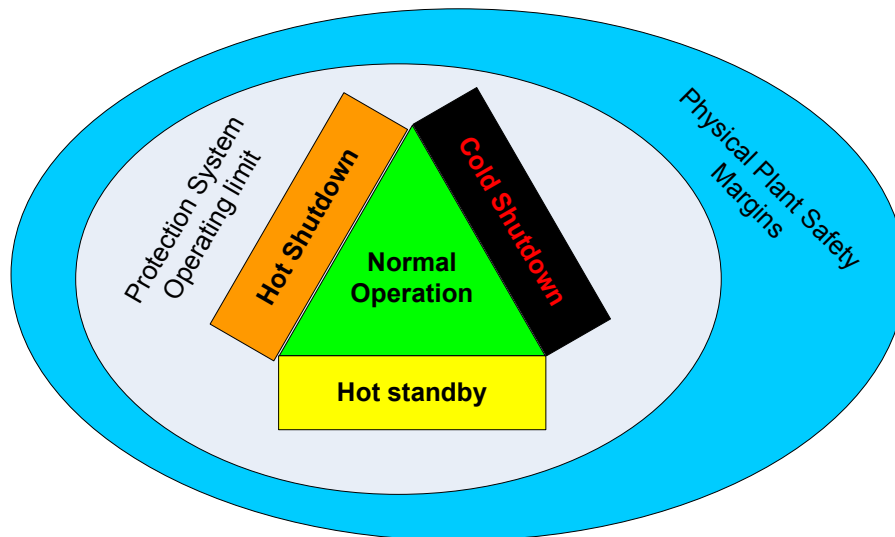 Protection System
Operating limit
Hot Shutdown
Cold Shutdown
Physical Plant Safety
Margins
Normal
Operation
Hot standby